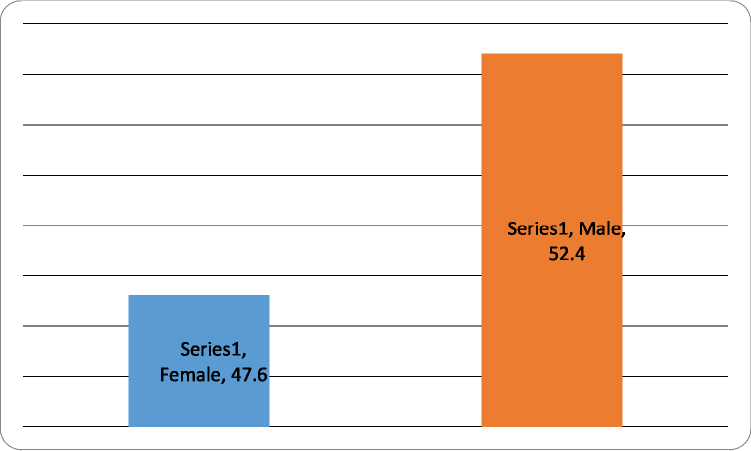 Series1,
Female, 47.6
Series1, Male,
52.4